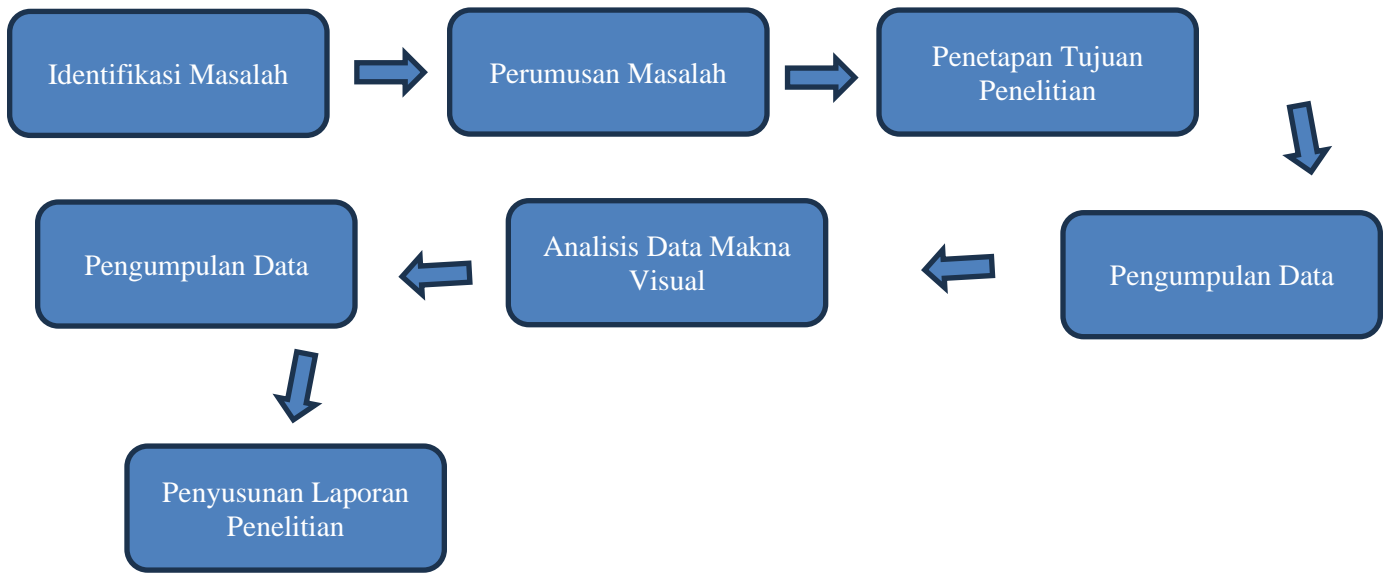 Identifikasi Masalah
Perumusan Masalah
Penetapan Tujuan
Penelitian
Pengumpulan Data
Analisis Data Makna
Visual
Pengumpulan Data
Penyusunan Laporan
Penelitian